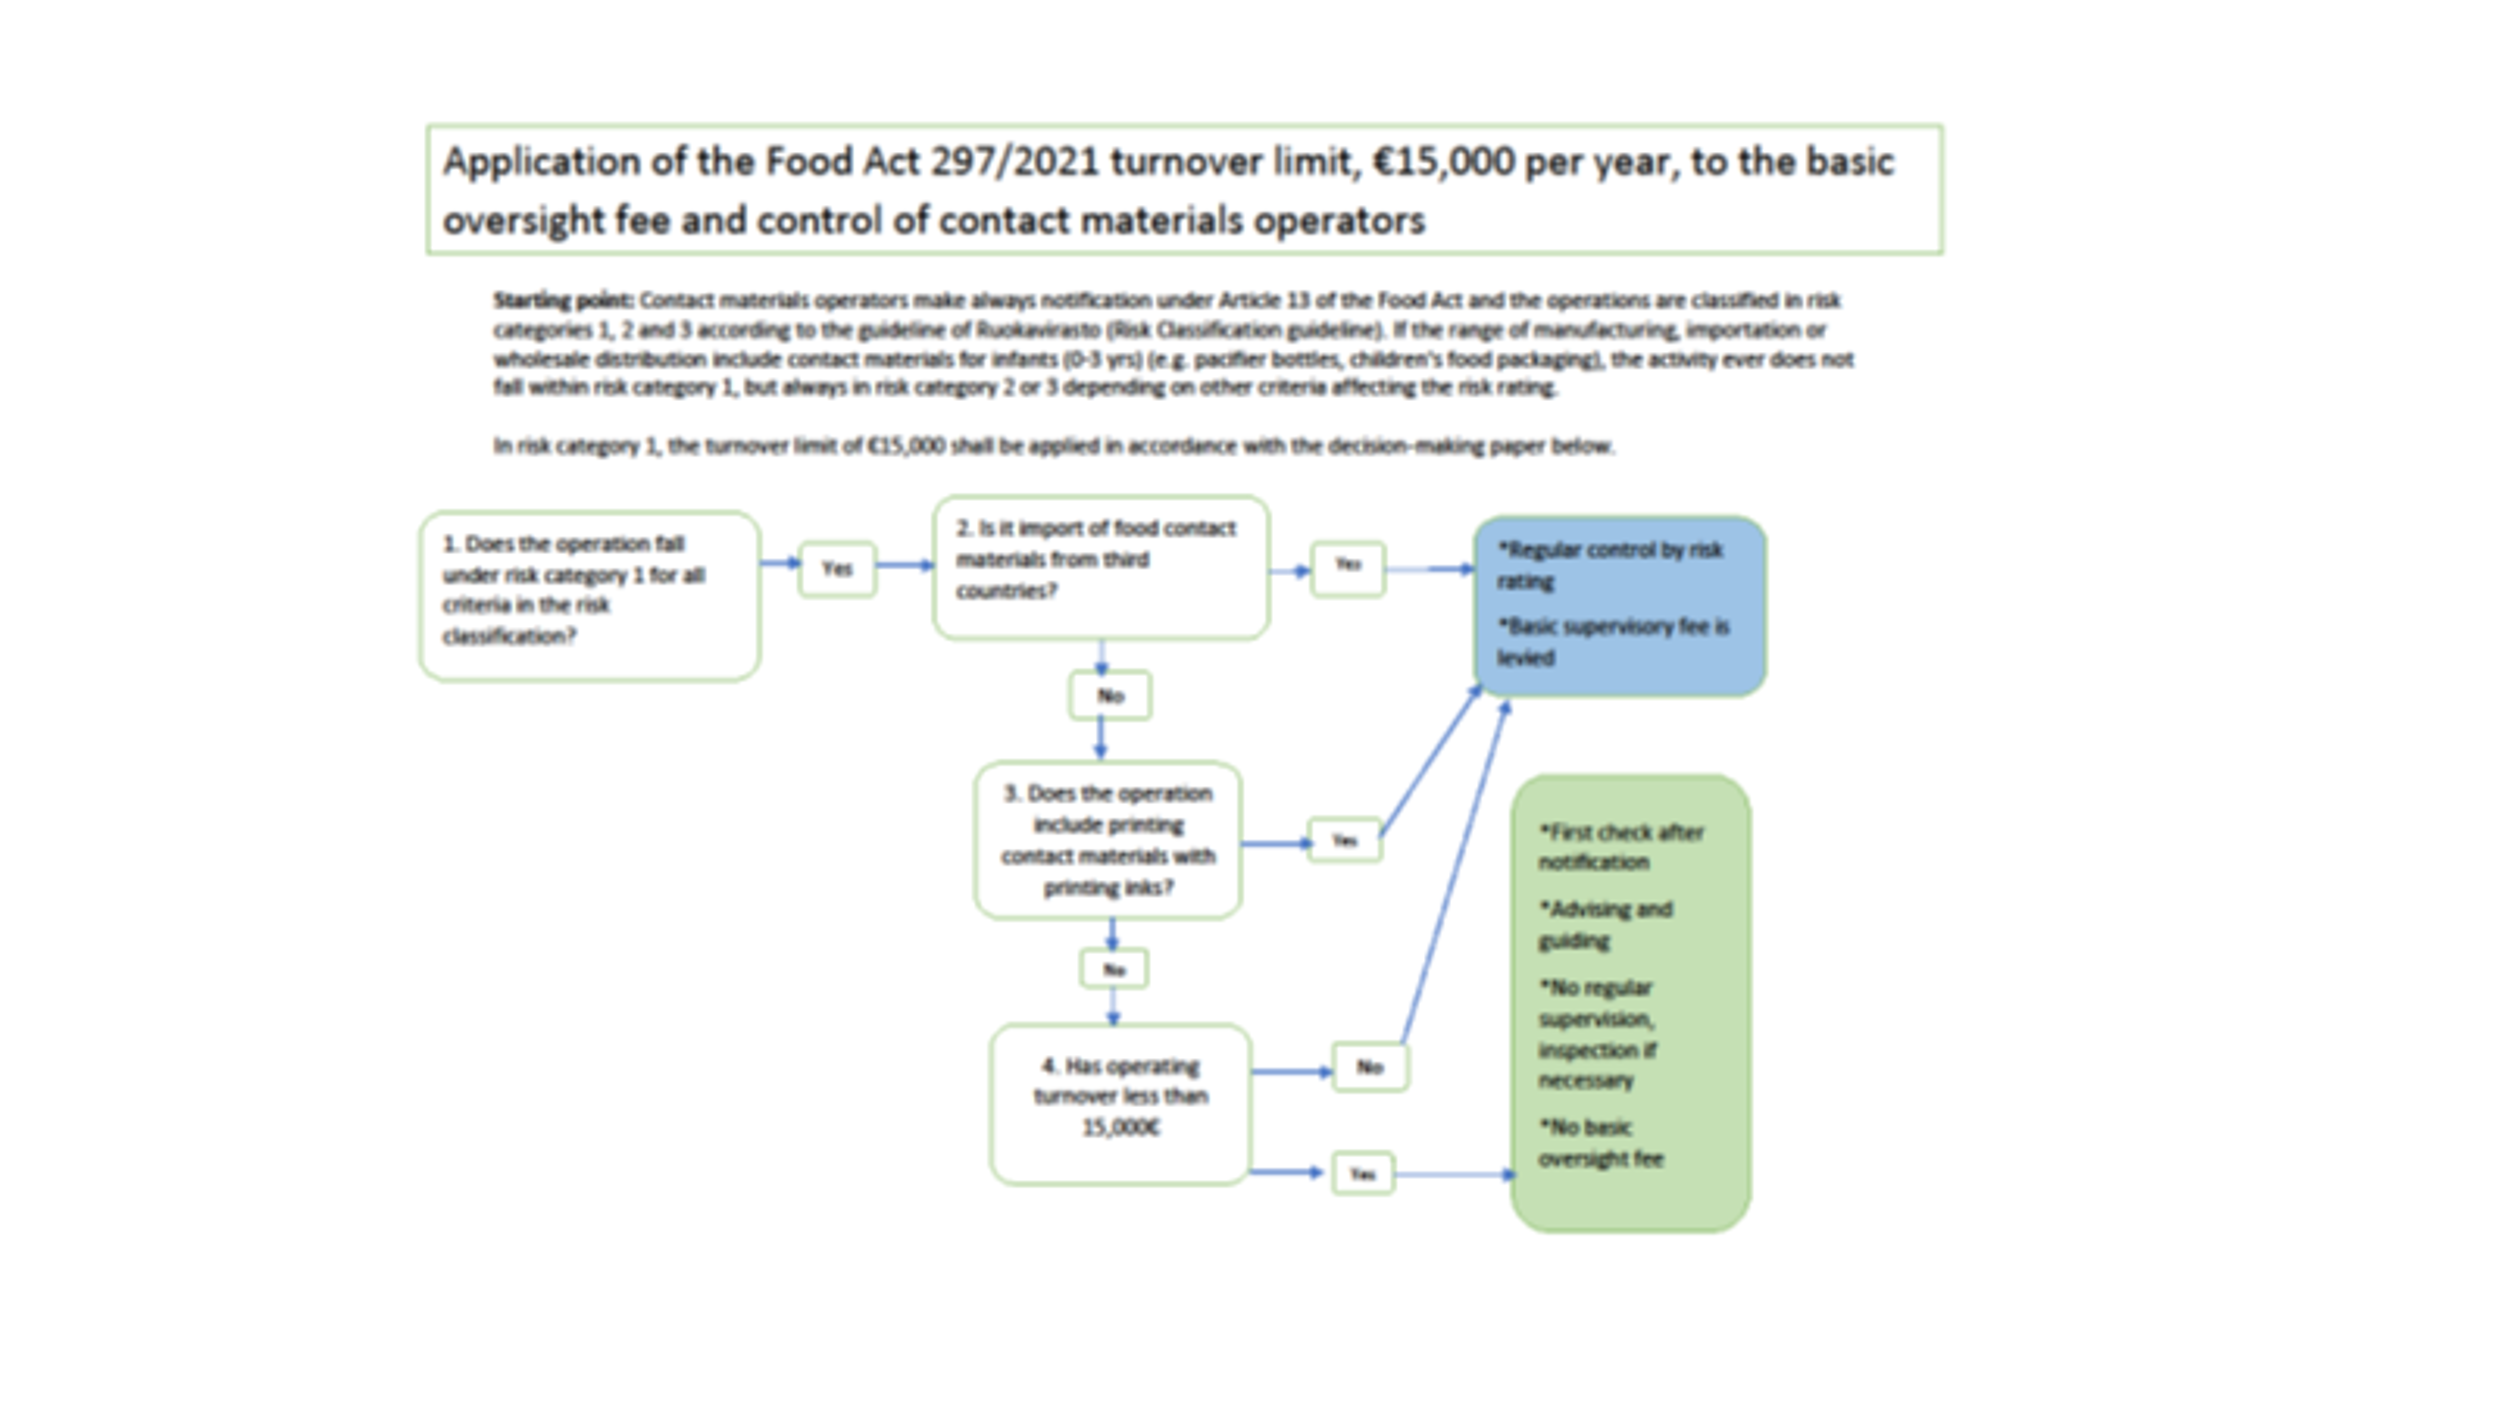 Application of the Food Act 297/2021 turnover limit, €15,000 per year, to the basic
oversight fee and control of contact materials operators
Starting point: Contact materials operators make always notification under Article 13 of the Food Act and the operations are classified in risk
categories 1, 2 and 3 according to the guideline of Ruokavirasto (Risk Classification guideline). If the range of manufacturing, importation or
wholesale distribution include contact materials for infants (0-3 yrs) (e.g. pacifier bottles, children's food packaging), the activity ever does not
fall within risk category 1, but always in risk category 2 or 3 depending on other criteria affecting the risk rating.
In risk category 1, the turnover limit of €15,000 shall be applied in accordance with the decision-making paper below.
1. Does the operation fall
under risk category 1 for all
criteria in the risk
classification?
Yes
2. Is it import of food contact
materials from third
countries?
Yes
*Regular control by risk
rating
*Basic supervisory fee is
levied
No
3. Does the operation
include printing
contact materials with
printing inks?
Yes
No
4. Has operating
turnover less than
15,000€
No
Yes
*First check after
notification
*Advising and
guiding
*No regular
supervision,
inspection if
necessary
*No basic
oversight fee